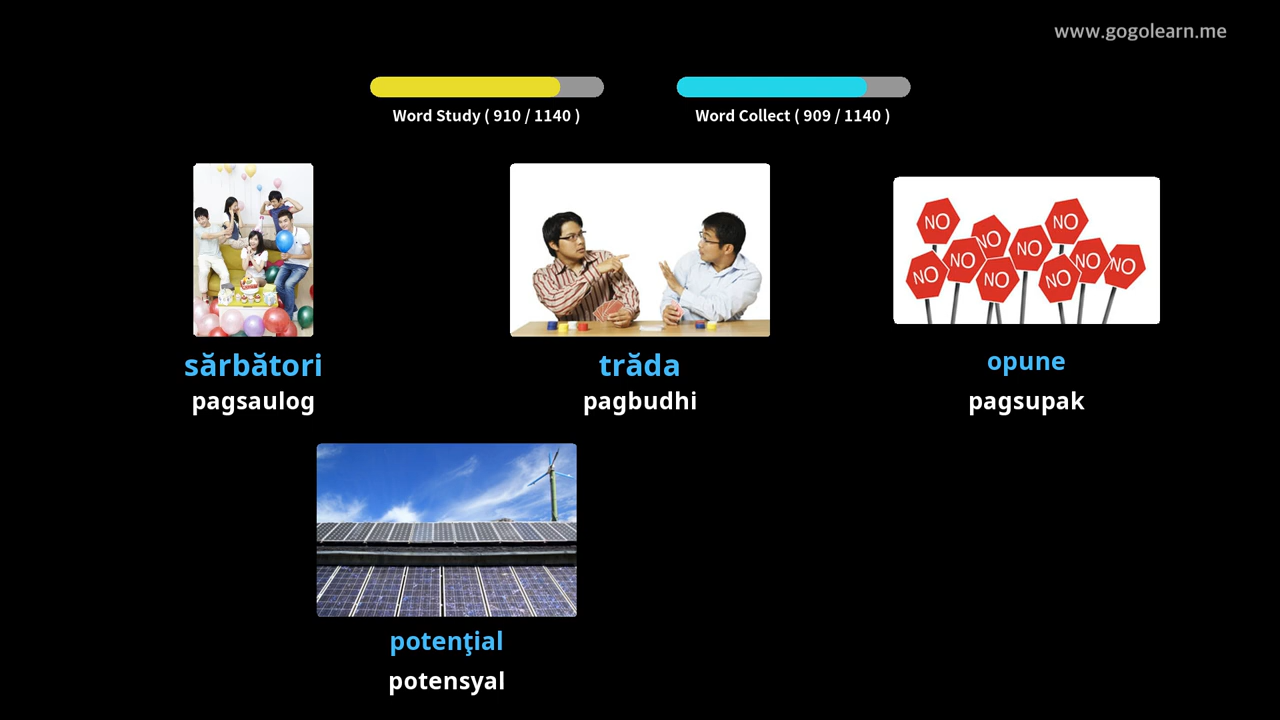 www.gogolearn.me
Word Study ( 910 / 1140 )
Word Collect ( 909 / 1140 )
NO NO NO NO NO NO NO NO NO NO
sărbători
pagsaulog
trăda
pagbudhi
opune
pagsupak
potenţial
potensyal